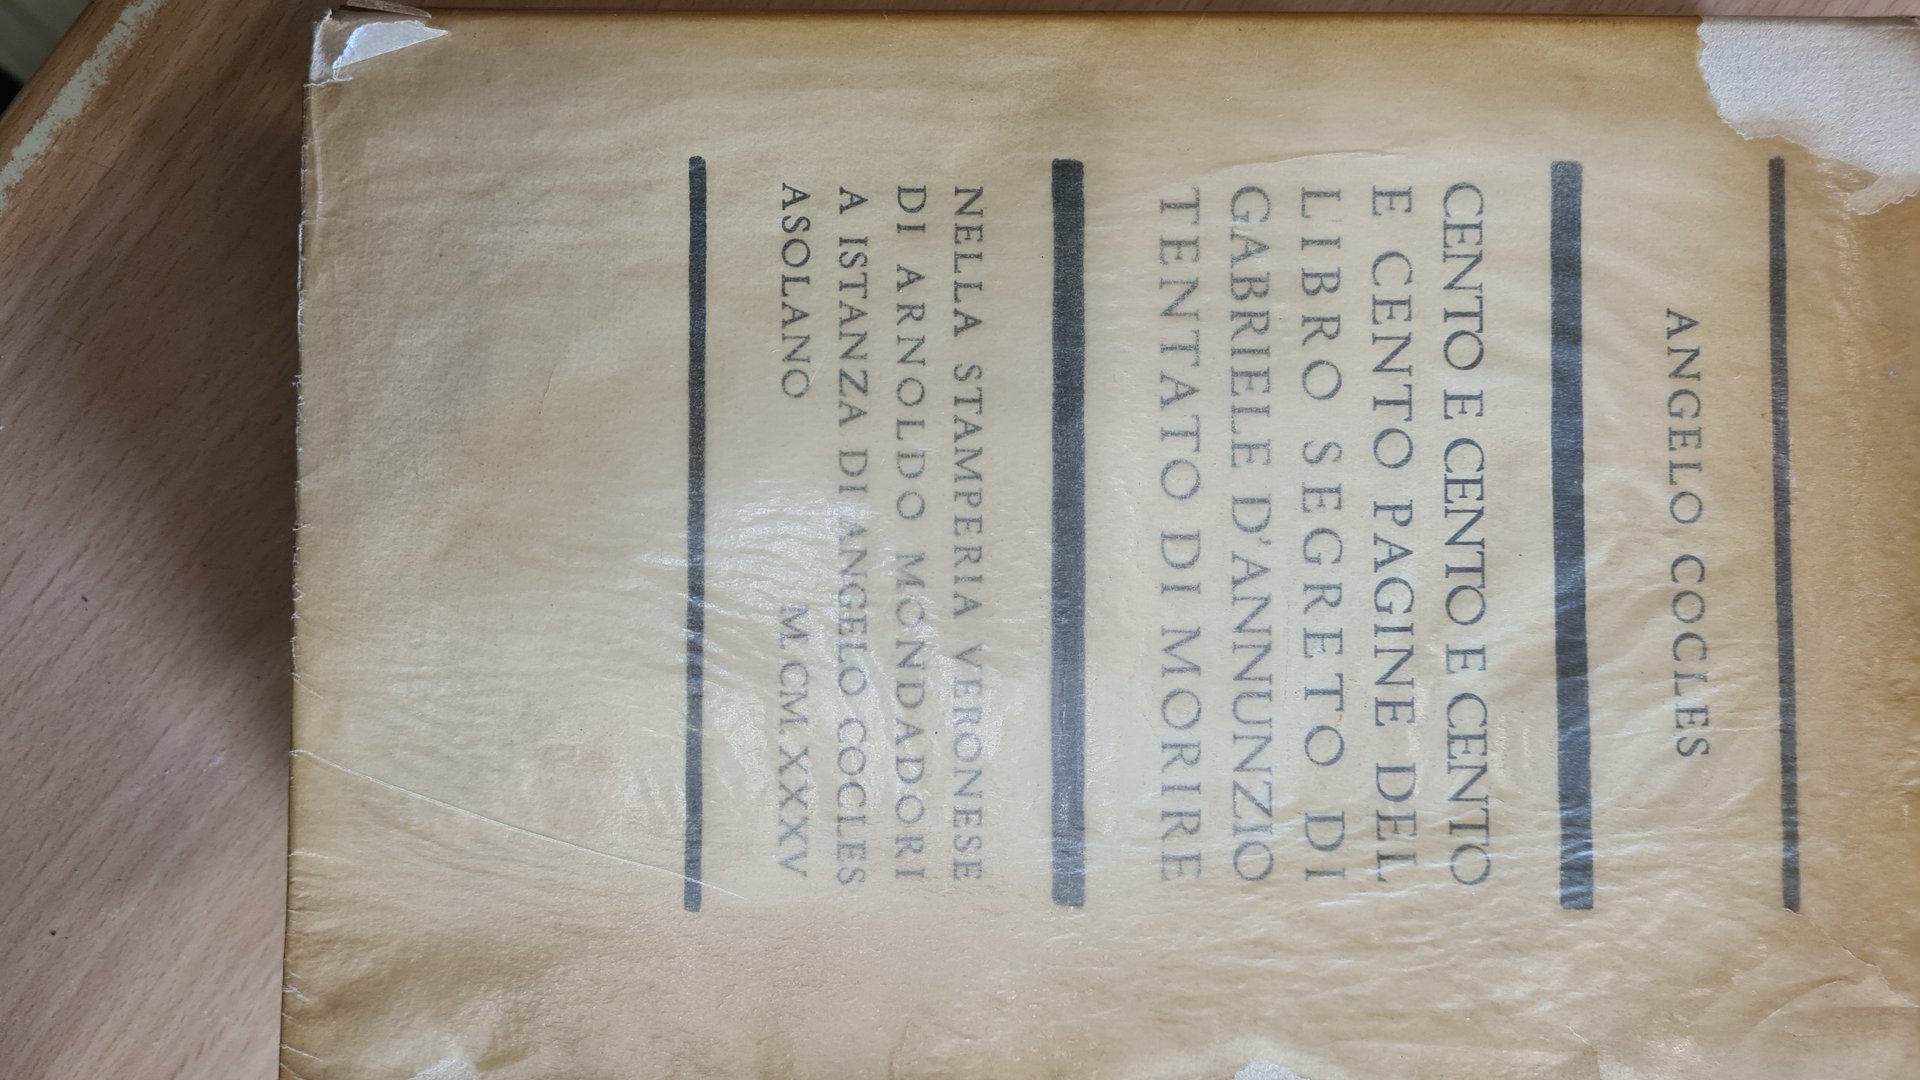 ANGELO COCLES
CENTO E CENTO E CENTO
E CENTO PAGINE DEL
LIBRO SEGRETO DI
GABRIELE D'ANNUNZIO
TENTATO DI MORIRE
NELLA STAMPERIA VERONESE
DI ARNOLDO MONDADORI
A ISTANZA DI ANGELO COCLES
ASOLANO M.CM.XXXV